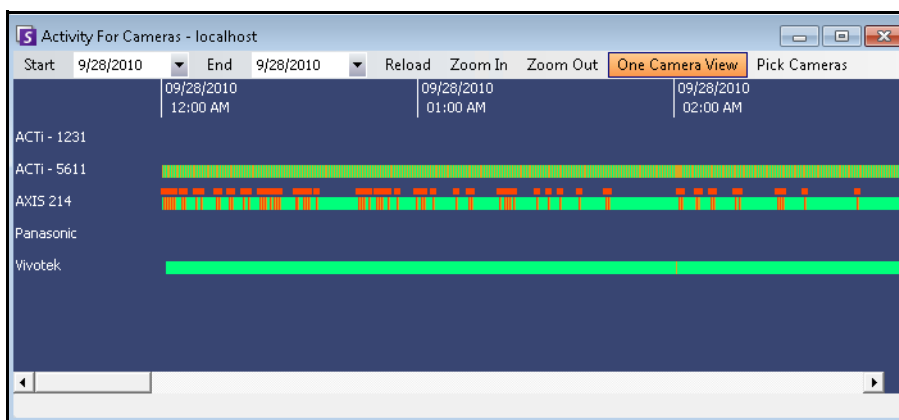 Activity For Cameras - localhost
Start 9/28/2010 End 9/28/2010 Reload Zoom In Zoom Out One Camera View Pick Cameras
09/28/2010 09/28/2010 09/28/2010
12:00 AM 01:00 AM 02:00 AM
ACTi - 1231
ACTi - 5611
AXIS 214
Panasonic
Vivotek